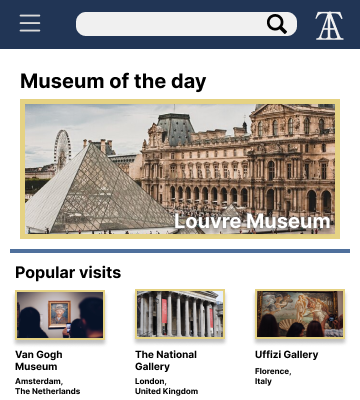 Museum of the day
Louvre Museum
Popular visits
Van Gogh
Museum
Amsterdam,
The Netherlands
The National
Gallery
London,
United Kingdom
Uffizi Gallery
Florence,
Italy